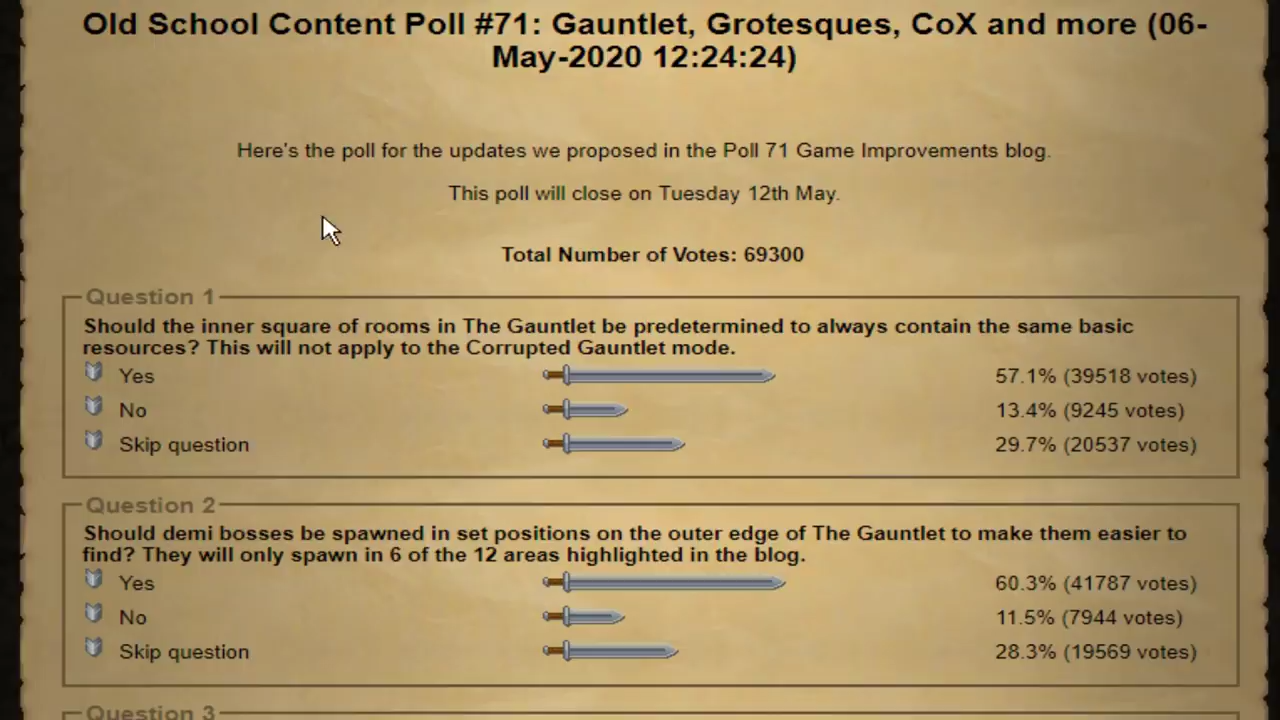 Old School Content Poll #71: Gauntlet, Grotesques, CoX and more (06-
May-2020 12:24:24)
Here's the poll for the updates we proposed in the Poll 71 Game Improvements blog.
This poll will close on Tuesday 12th May.
Total Number of Votes: 69300
Question 1
Should the inner square of rooms in The Gauntlet be predetermined to always contain the same basic
resources? This will not apply to the Corrupted Gauntlet mode.
Yes 57.1% (39518 votes)
No 13.4% (9245 votes)
Skip question 29.7% (20537 votes)
Question 2
Should demi bosses be spawned in set positions on the outer edge of The Gauntlet to make them easier to
find? They will only spawn in 6 of the 12 areas highlighted in the blog.
Yes 60.3% (41787 votes)
No 11.5% (7944 votes)
Skip question 28.3% (19569 votes)
Question 3